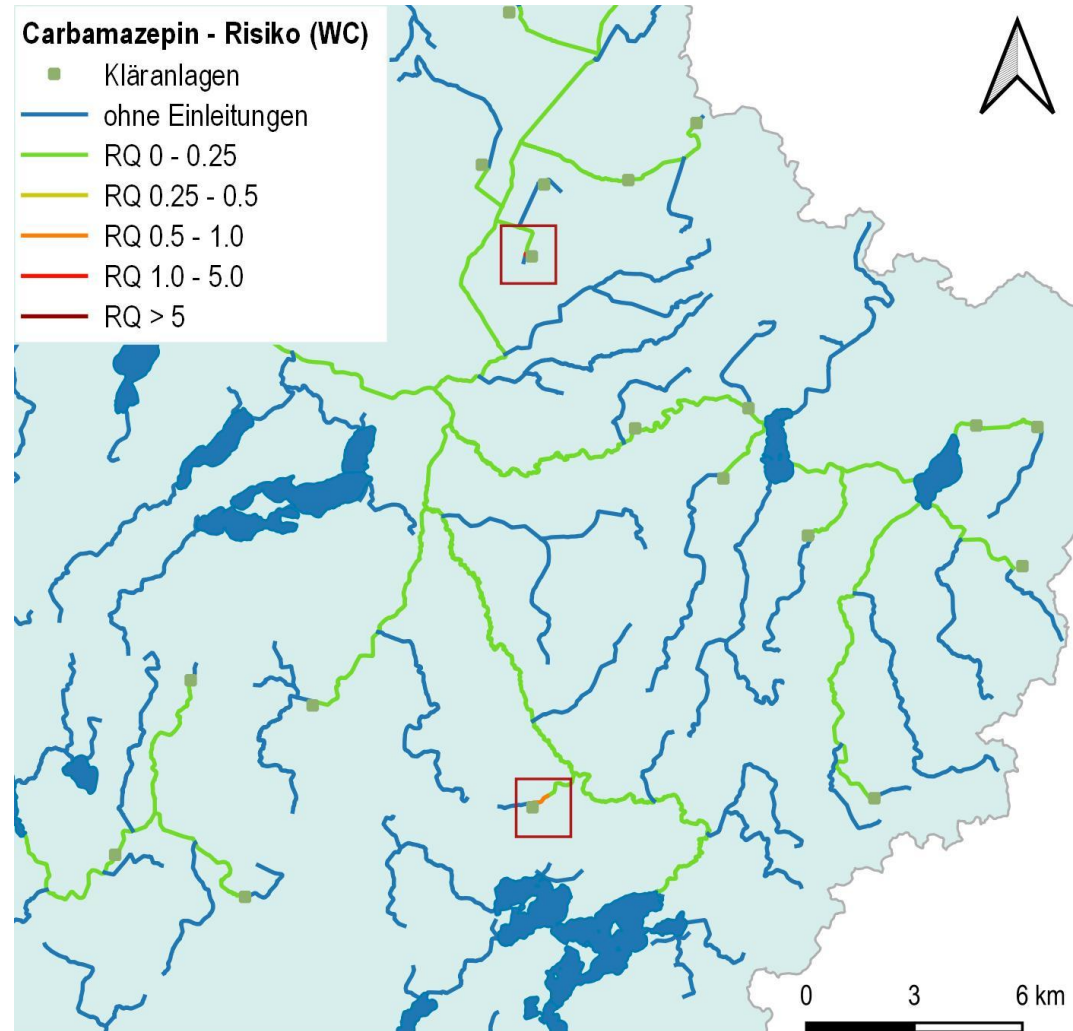 Carbamazepin - Risiko (WC)
Kläranlagen
ohne Einleitungen
RQ 0 - 0.25
RQ 0.25 - 0.5
RQ 0.5 - 1.0
RQ 1.0 - 5.0
RQ > 5
0 3 6 km